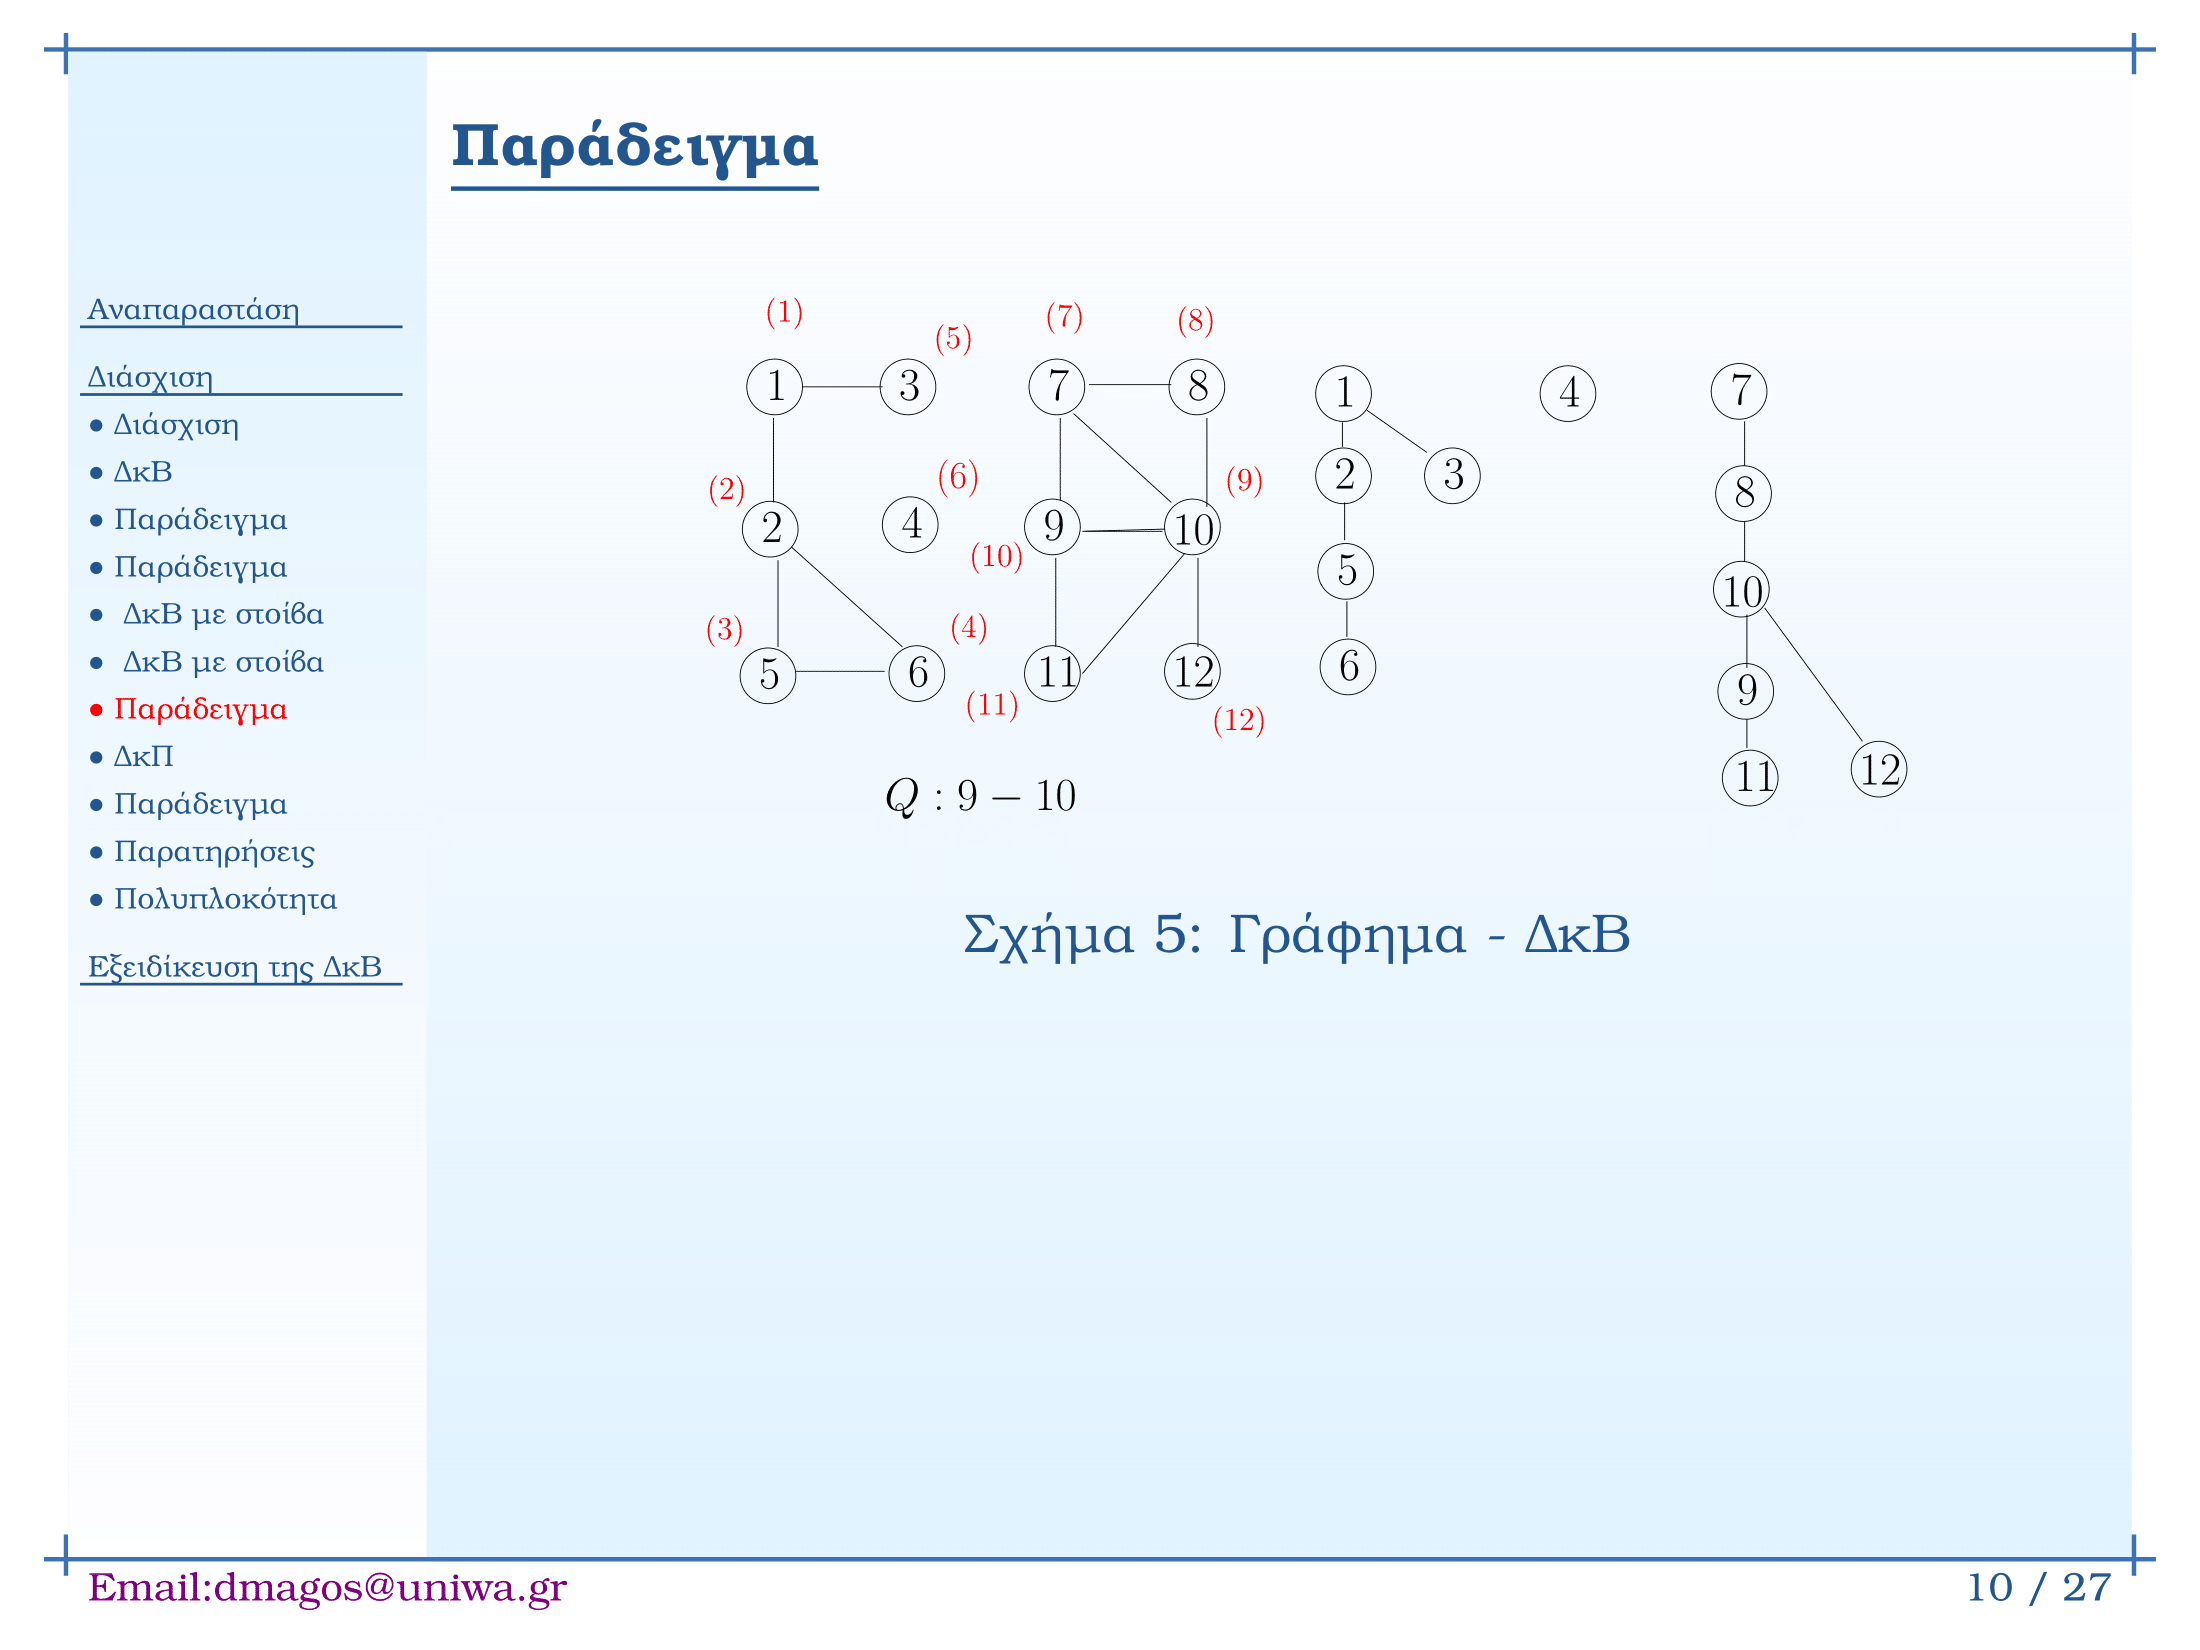 Παράδειγμα
Αναπαραστάση
Διάσχιση
● Διάσχιση
● ΔκΒ
● Παράδειγμα
● Παράδειγμα
● ΔκΒ με στοίβα
● ΔκΒ με στοίβα
● Παράδειγμα
● ΔκΠ
● Παράδειγμα
● Παρατηρήσεις
● Πολυπλοκότητα
Εξειδίκευση της ΔκΒ
(1) (5) (7) (8)
1 3 7 8 1 4 7
(2) (6) (9) 2 3 8
2 4 9 10
(10) 5 10
(3) (4)
5 6 11 12 6 9
(11) (12)
11 12
Q : 9 − 10
Σχήμα 5: Γράφημα - ΔκΒ
Email:dmagos@uniwa.gr
10 / 27